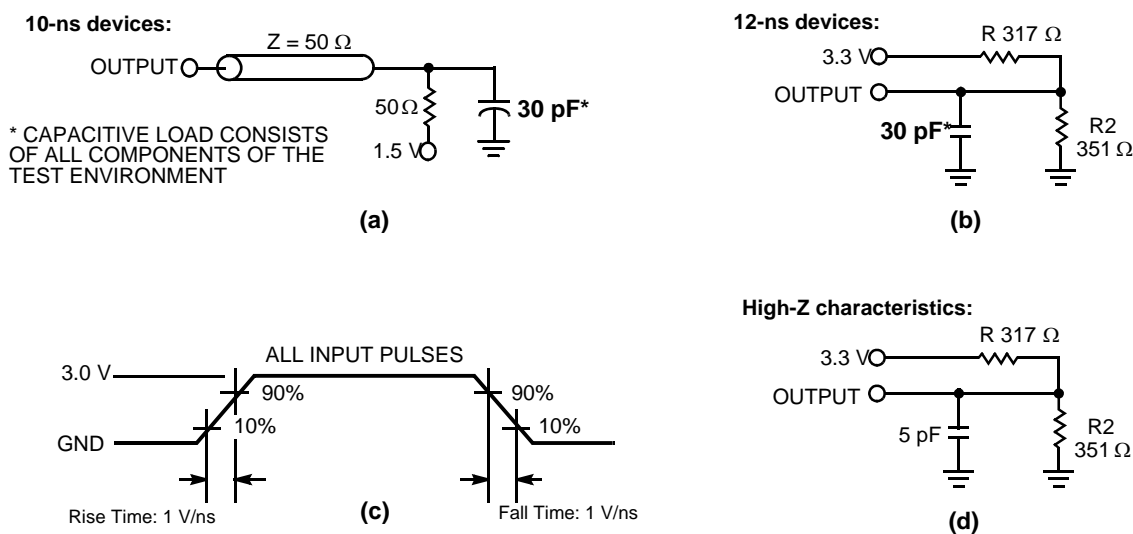 10-ns devices:
Z = 50 Ω
OUTPUT
50Ω
30 pF*
1.5 V
* CAPACITIVE LOAD CONSISTS
OF ALL COMPONENTS OF THE
TEST ENVIRONMENT
(a)
12-ns devices:
R 317 Ω
3.3 V
OUTPUT
30 pF*
R2
351 Ω
(b)
ALL INPUT PULSES
3.0 V
90%
90%
10%
10%
GND
Rise Time: 1 V/ns
(c)
Fall Time: 1 V/ns
High-Z characteristics:
R 317 Ω
3.3 V
OUTPUT
5 pF
R2
351 Ω
(d)